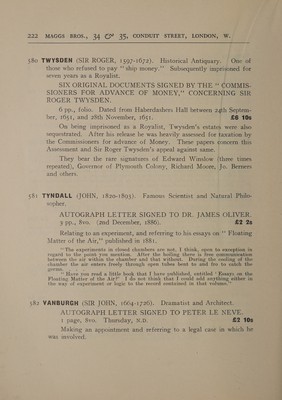 222 MAGGS BROS., 34 & 35, CONDUIT STREET, LONDON, W.
580 TWYSDEN (SIR ROGER, 1597-1672). Historical Antiquary. One of
those who refused to pay "ship money." Subsequently imprisoned for
seven years as a Royalist.
SIX ORIGINAL DOCUMENTS SIGNED BY THE "COMMIS-
SIONERS FOR ADVANCE OF MONEY," CONCERNING SIR
ROGER TWYSDEN.
6 pp., folio. Dated from Haberdashers Hall between 24th Septem-
ber, 1651, and 28th November, 1651. £6 10s
On being imprisoned as a Royalist, Twysden's estates were also
sequestrated. After his release he was heavily assessed for taxation by
the Commissioners for advance of Money. These papers concern this
Assessment and Sir Roger Twysden's appeal against same.
They bear the rare signatures of Edward Winslow (three times
repeated), Governor of Plymouth Colony, Richard Moore, Jo. Berners
and others.
581 TYNDALL (JOHN, 1820-1893). Famous Scientist and Natural Philo-
sopher.
AUTOGRAPH LETTER SIGNED TO DR. JAMES OLIVER.
3 pp., 8vo. (2nd December, 1886). £2 2s
Relating to an experiment, and referring to his essays on "Floating
Matter of the Air," published in 1881.
"The experiments in closed chambers are not, I think, open to exception in
regard to the point you mention. After the boiling there is free communication
between the air within the chamber and that without. During the cooling of the
chamber the air enters freely through open tubes bent to and fro to catch the
germs.
"Have you read a little book that I have published, entitled 'Essays on the
Floating Matter of the Air?' I do not think that I could add anything either in
the way of experiment or logic to the record contained in that volume."
582 VANBURGH (SIR JOHN, 1664-1726). Dramatist and Architect.
AUTOGRAPH LETTER SIGNED TO PETER LE NEVE.
1 page, 8vo. Thursday, N.D. £2 10s
Making an appointment and referring to a legal case in which he
was involved.